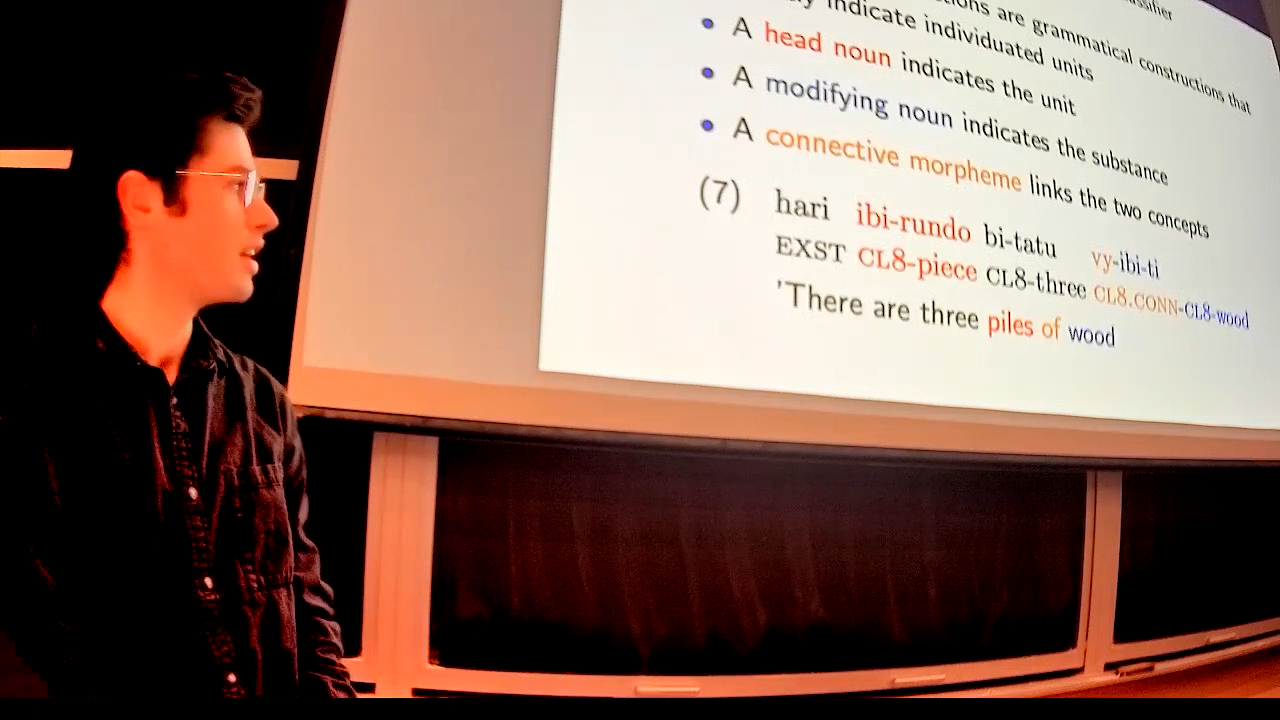 are grammatical constructions that
indicate individuated units
• A head noun indicates the unit
• A modifying noun indicates the substance
• A connective morpheme links the two concepts
(7) hari ibi-rundo bi-tatu vy-ibi-ti
EXST CL8-piece CL8-three CL8.CONN-CL8-wood
'There are three piles of wood